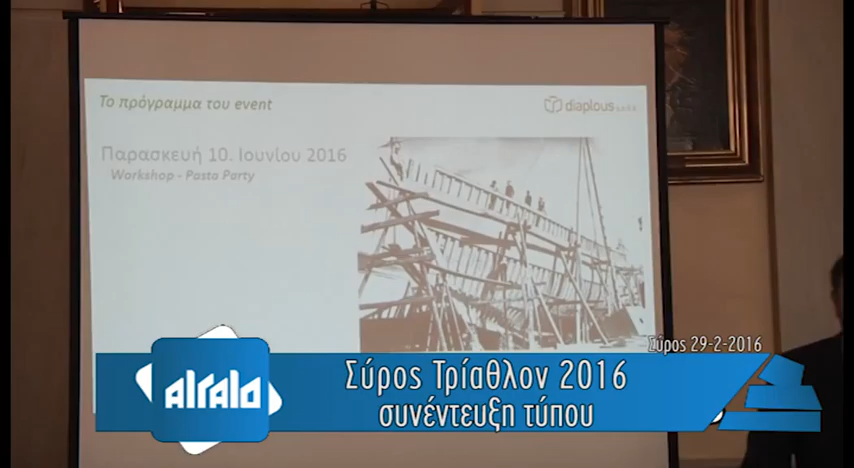 Το πρόγραμμα του event
diaplous
Παρασκευή 10. Ιουνίου 2016
Workshop - Pasta Party
Σύρος 29-2-2016
αιγαίο
Σύρος Τρίαθλον 2016
συνέντευξη τύπου